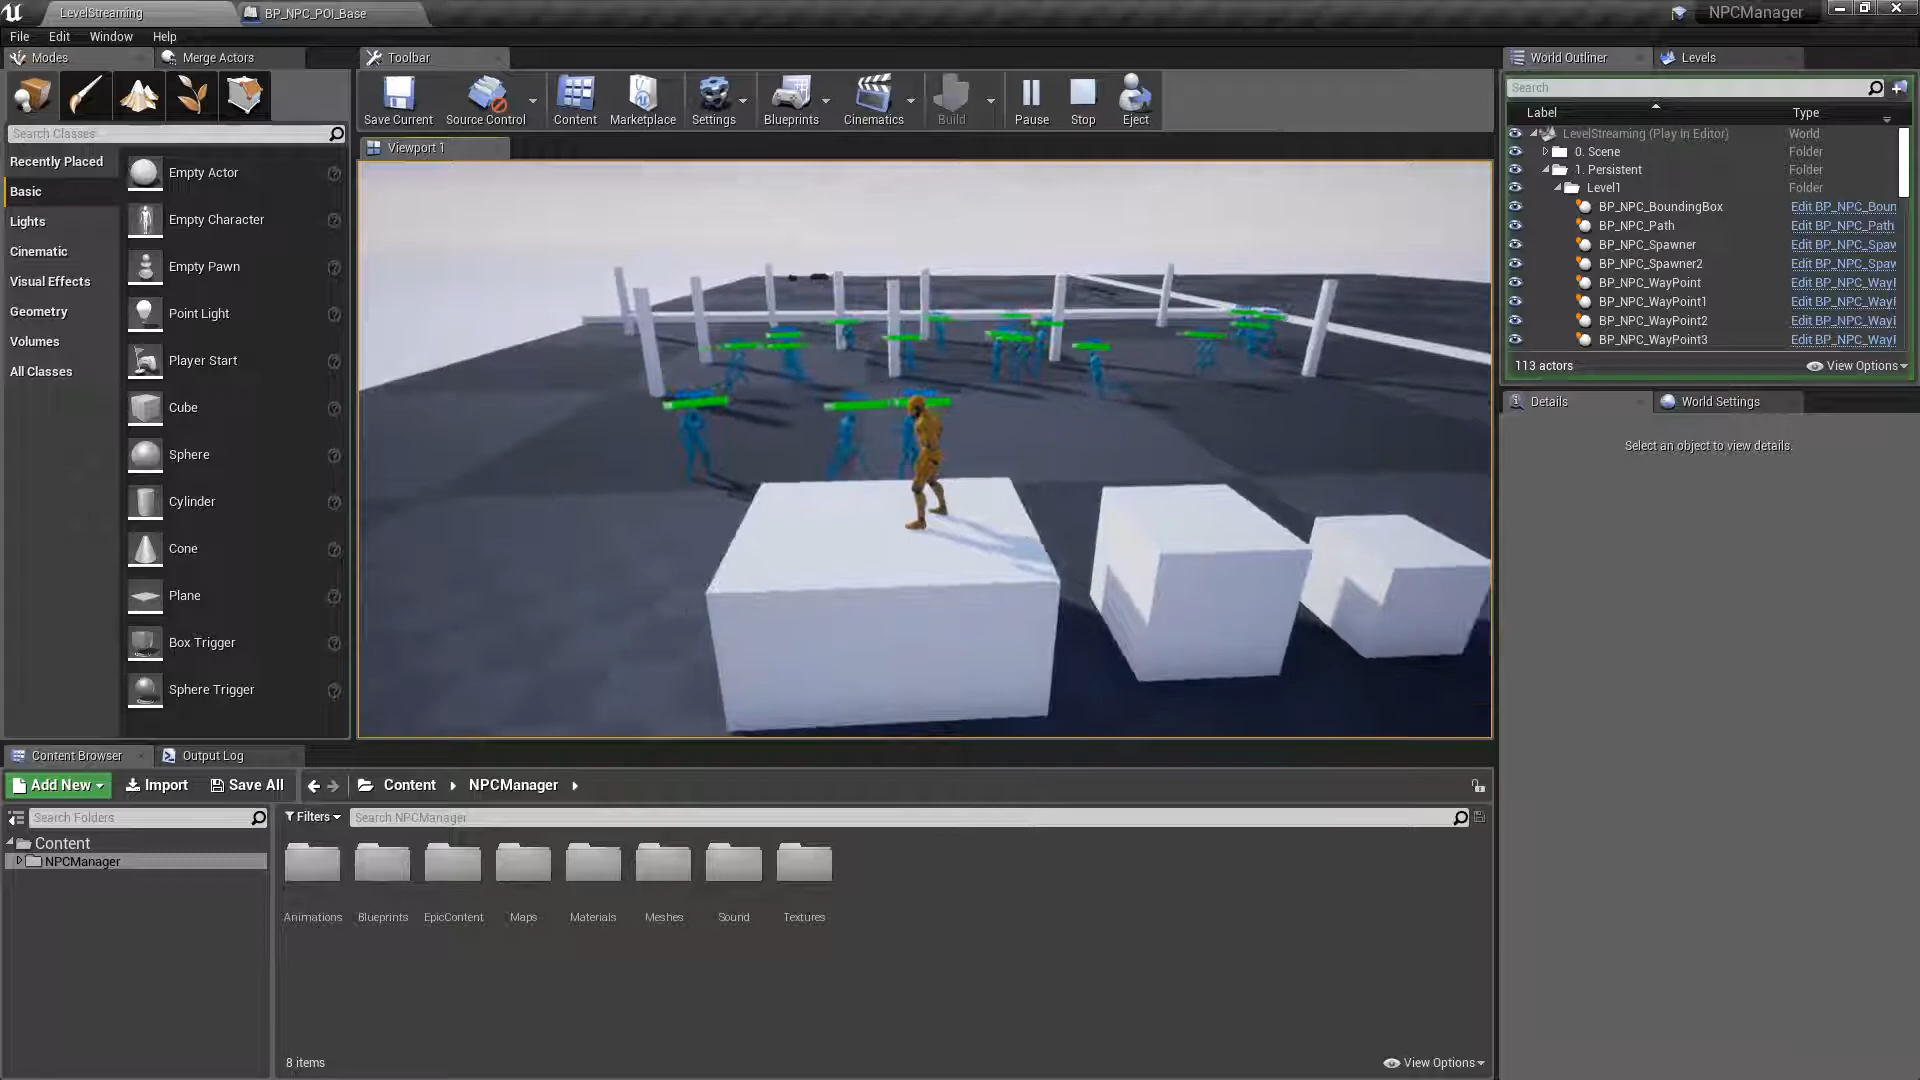 LevelStreaming
BP_NPC_POI_Base
NPCManager
File Edit Window Help
Modes
Merge Actors
Search Classes
Recently Placed
Basic
Lights
Cinematic
Visual Effects
Geometry
Volumes
All Classes
Empty Actor
Empty Character
Empty Pawn
Point Light
Player Start
Cube
Sphere
Cylinder
Cone
Plane
Box Trigger
Sphere Trigger
Toolbar
Save Current
Source Control
Content
Marketplace
Settings
Blueprints
Cinematics
Build
Pause
Stop
Eject
Viewport 1
World Outliner
Levels
Search
Label Type
LevelStreaming (Play In Editor) World
0. Scene Folder
1. Persistent Folder
Level1 Folder
BP_NPC_BoundingBox Edit BP_NPC_Boun
BP_NPC_Path Edit BP_NPC_Path
BP_NPC_Spawner Edit BP_NPC_Spaw
BP_NPC_Spawner2 Edit BP_NPC_Spaw
BP_NPC_WayPoint Edit BP_NPC_WayP
BP_NPC_WayPoint1 Edit BP_NPC_WayP
BP_NPC_WayPoint2 Edit BP_NPC_WayP
BP_NPC_WayPoint3 Edit BP_NPC_WayP
113 actors View Options
Details
World Settings
Select an object to view details.
Content Browser
Output Log
Add New
Import
Save All
Content
NPCManager
Search Folders
Filters
Search NPCManager
Content
NPCManager
Animations
Blueprints
EpicContent
Maps
Materials
Meshes
Sound
Textures
8 items
View Options